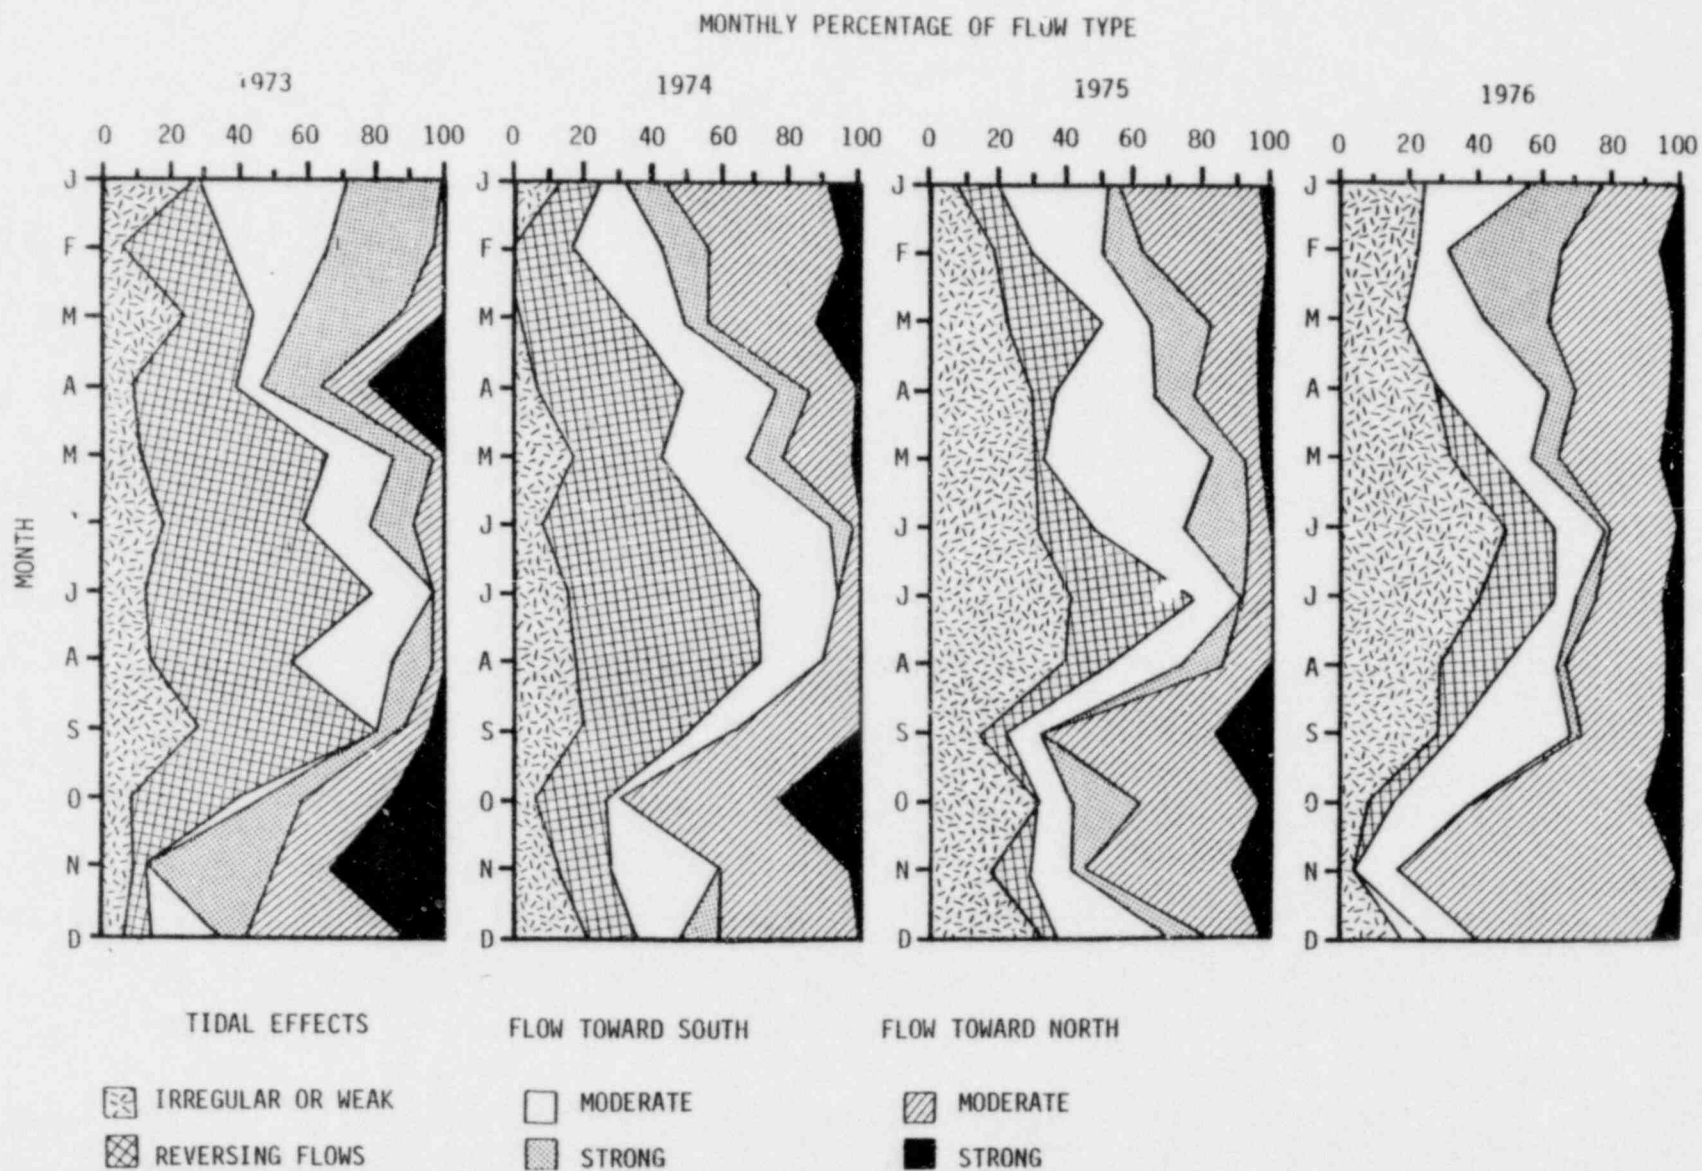 MONTHLY PERCENTAGE OF FLOW TYPE
1973 1974 1975 1976
0 20 40 60 80 100 0 20 40 60 80 100 0 20 40 60 80 100 0 20 40 60 80 100
J J J J
F F F F
M M M M
A A A A
M M M M
J J J
J J J J
A A A A
S S S S
O O O O
N N N N
D D D D
MONTH
TIDAL EFFECTS FLOW TOWARD SOUTH FLOW TOWARD NORTH
IRREGULAR OR WEAK MODERATE MODERATE
REVERSING FLOWS STRONG STRONG